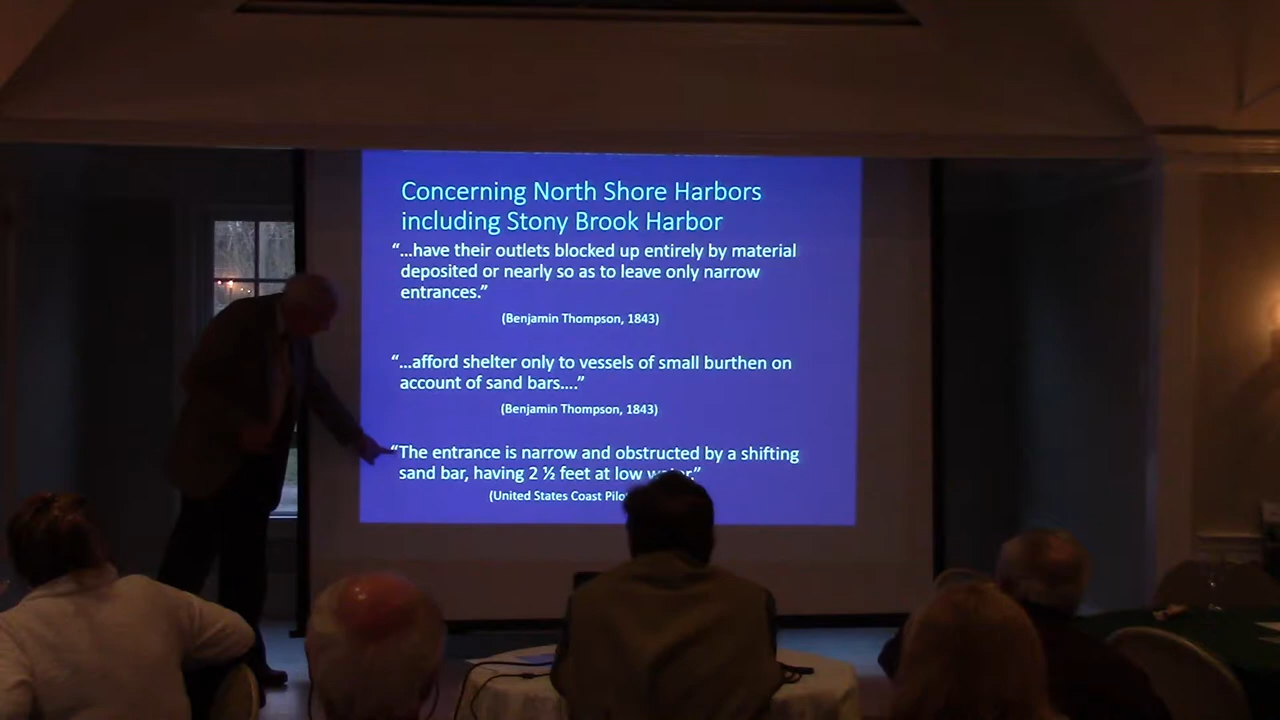 Concerning North Shore Harbors
including Stony Brook Harbor
“...have their outlets blocked up entirely by material
deposited or nearly so as to leave only narrow
entrances.”
(Benjamin Thompson, 1843)
“...afford shelter only to vessels of small burthen on
account of sand bars....”
(Benjamin Thompson, 1843)
“The entrance is narrow and obstructed by a shifting
sand bar, having 2 ½ feet at low water.”
(United States Coast Pilot